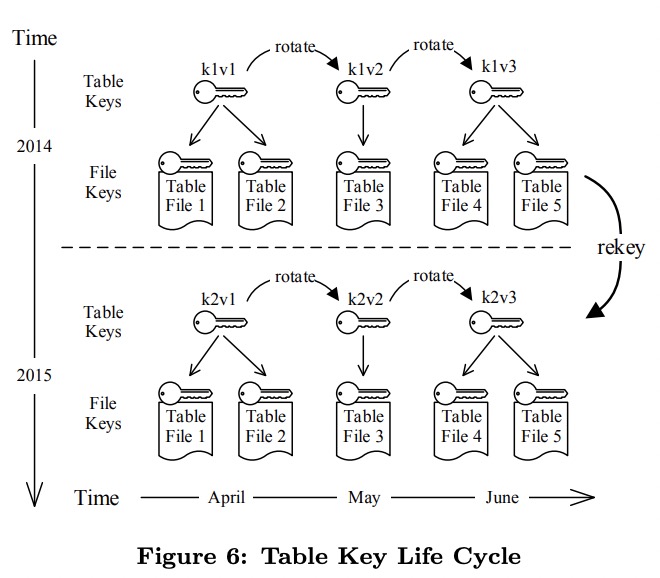 Time
rotate
rotate
Table
Keys
k1v1
k1v2
k1v3
2014
File
Keys
Table
File 1
Table
File 2
Table
File 3
Table
File 4
Table
File 5
rekey
rotate
rotate
Table
Keys
k2v1
k2v2
k2v3
2015
File
Keys
Table
File 1
Table
File 2
Table
File 3
Table
File 4
Table
File 5
Time
April
May
June
Figure 6: Table Key Life Cycle